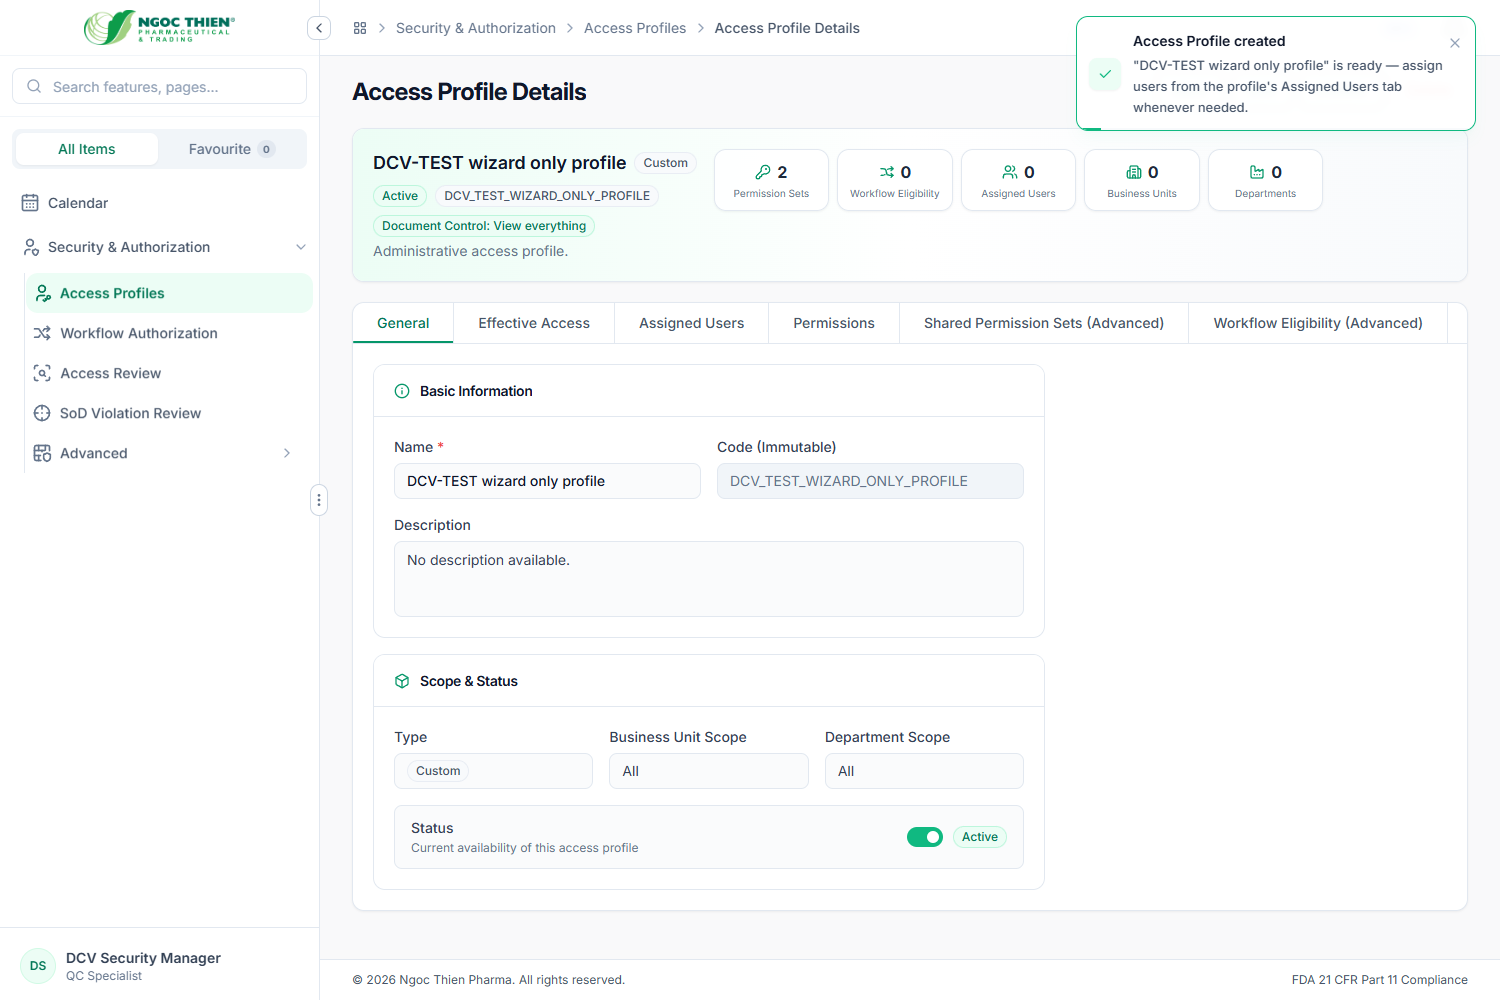 NGOC THIEN
PHARMACEUTICAL
& TRADING
Search features, pages...
All Items
Favourite 0
Calendar
Security & Authorization
Access Profiles
Workflow Authorization
Access Review
SoD Violation Review
Advanced
DS
DCV Security Manager
QC Specialist
Security & Authorization
Access Profiles
Access Profile Details
Access Profile created
"DCV-TEST wizard only profile" is ready — assign
users from the profile's Assigned Users tab
whenever needed.
Access Profile Details
DCV-TEST wizard only profile
Custom
Active
DCV_TEST_WIZARD_ONLY_PROFILE
Document Control: View everything
Administrative access profile.
2
Permission Sets
0
Workflow Eligibility
0
Assigned Users
0
Business Units
0
Departments
General
Effective Access
Assigned Users
Permissions
Shared Permission Sets (Advanced)
Workflow Eligibility (Advanced)
Basic Information
Name *
Code (Immutable)
DCV-TEST wizard only profile
DCV_TEST_WIZARD_ONLY_PROFILE
Description
No description available.
Scope & Status
Type
Business Unit Scope
Department Scope
Custom
All
All
Status
Current availability of this access profile
Active
© 2026 Ngoc Thien Pharma. All rights reserved.
FDA 21 CFR Part 11 Compliance